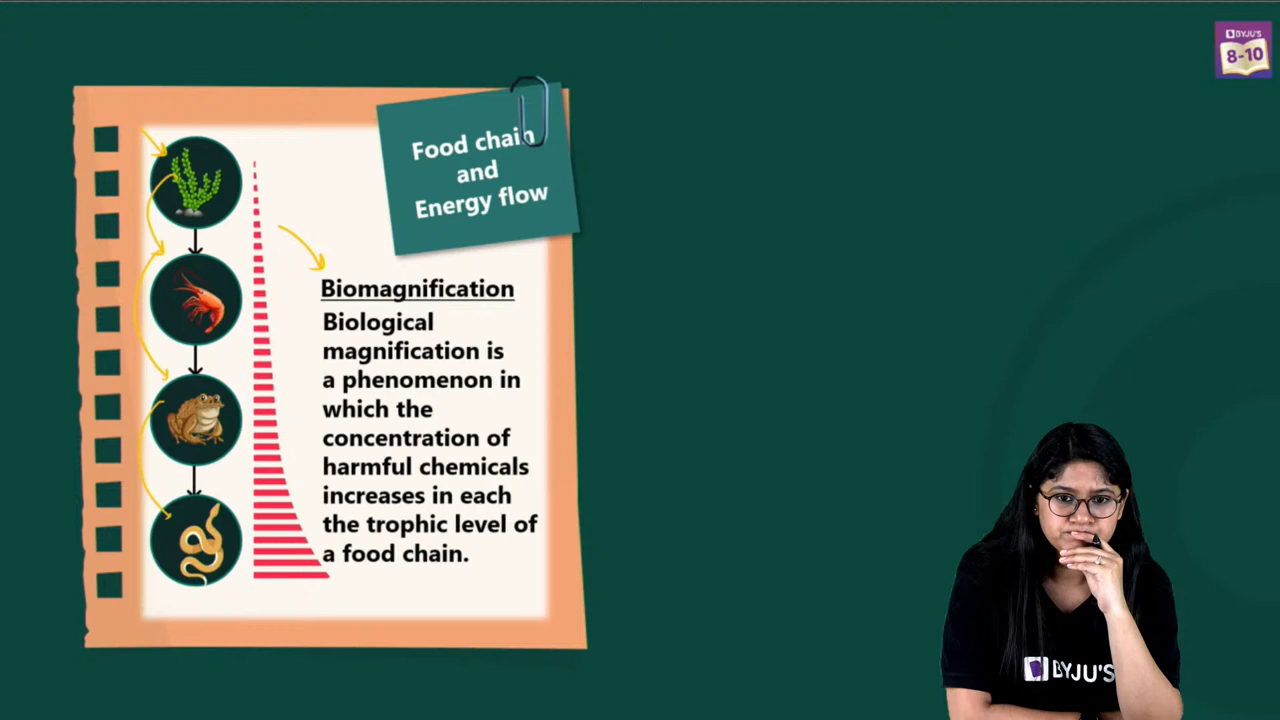 BYJU'S
8-10
Food chain
and
Energy flow
Biomagnification
Biological
magnification is
a phenomenon in
which the
concentration of
harmful chemicals
increases in each
the trophic level of
a food chain.
BYJU'S